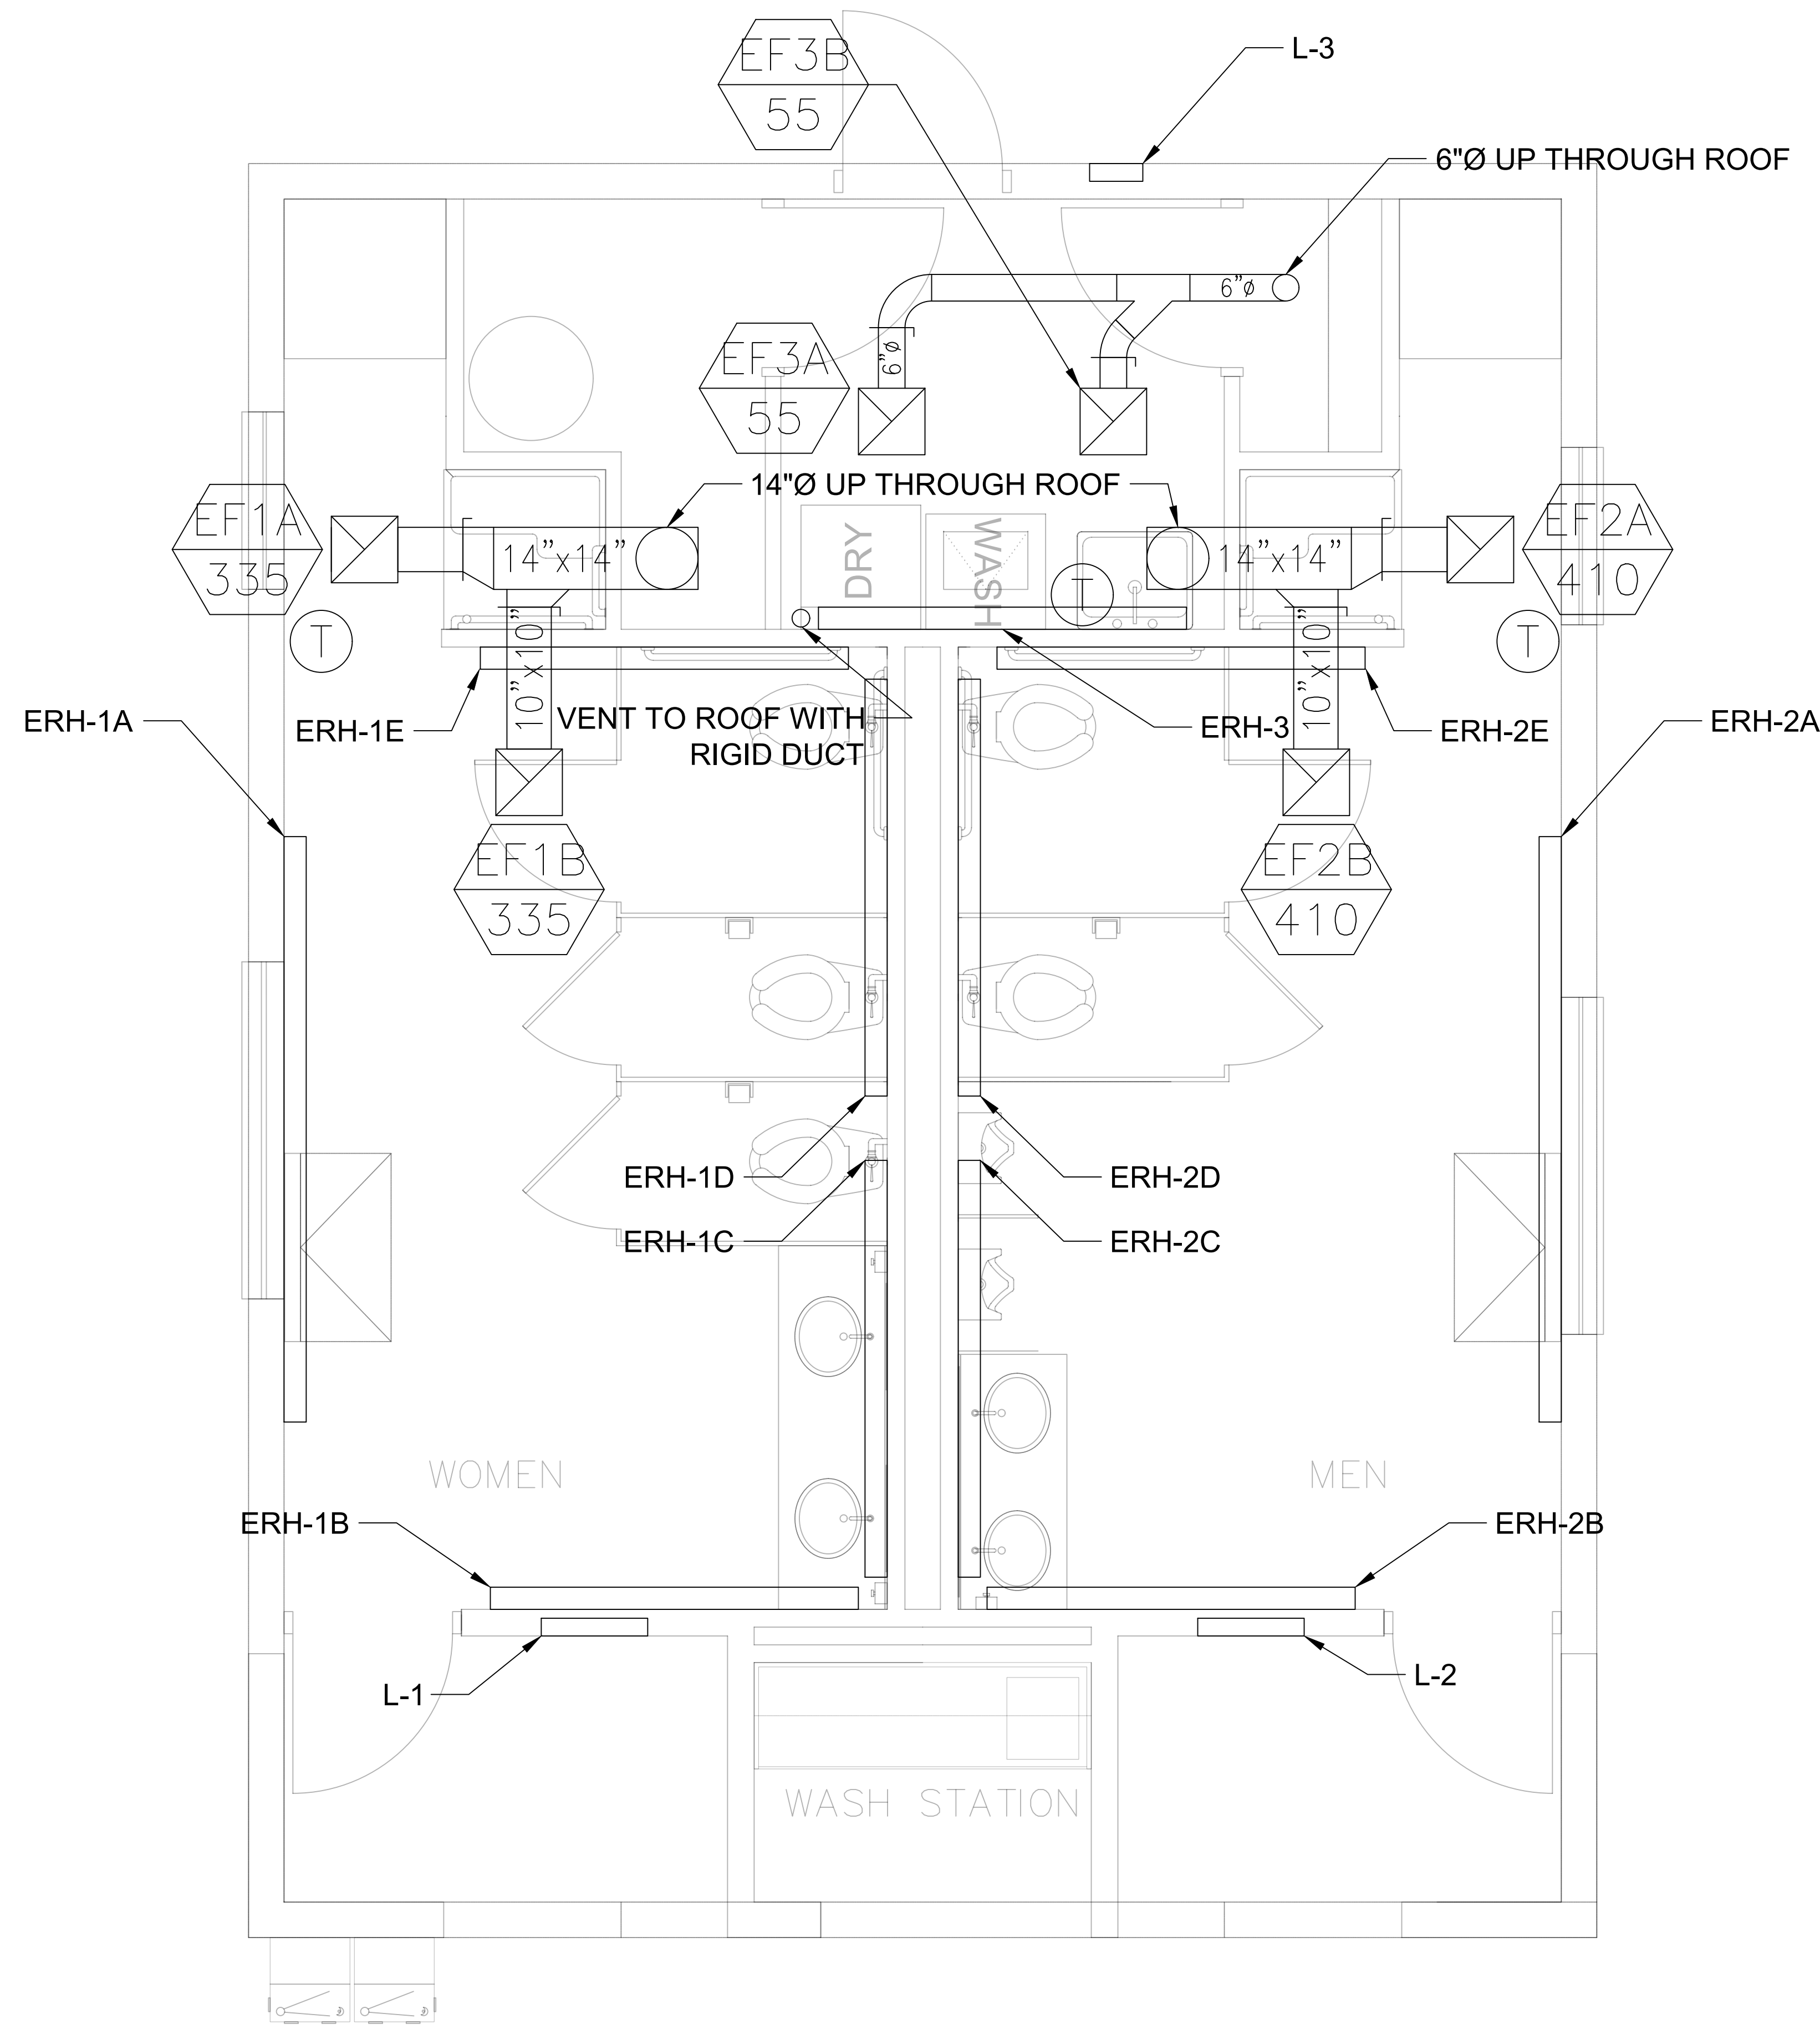 EF3B
55
L-3
6"Ø UP THROUGH ROOF
6"ø
EF3A
55
6"ø
14"Ø UP THROUGH ROOF
EF1A
335
14"x14"
DRY
WASH
T
14"x14"
EF2A
410
T
T
10"x10"
10"x10"
ERH-1A
ERH-1E
VENT TO ROOF WITH
RIGID DUCT
ERH-3
ERH-2E
ERH-2A
EF1B
335
EF2B
410
ERH-1D
ERH-2D
ERH-1C
ERH-2C
WOMEN
MEN
ERH-1B
ERH-2B
L-1
L-2
WASH STATION